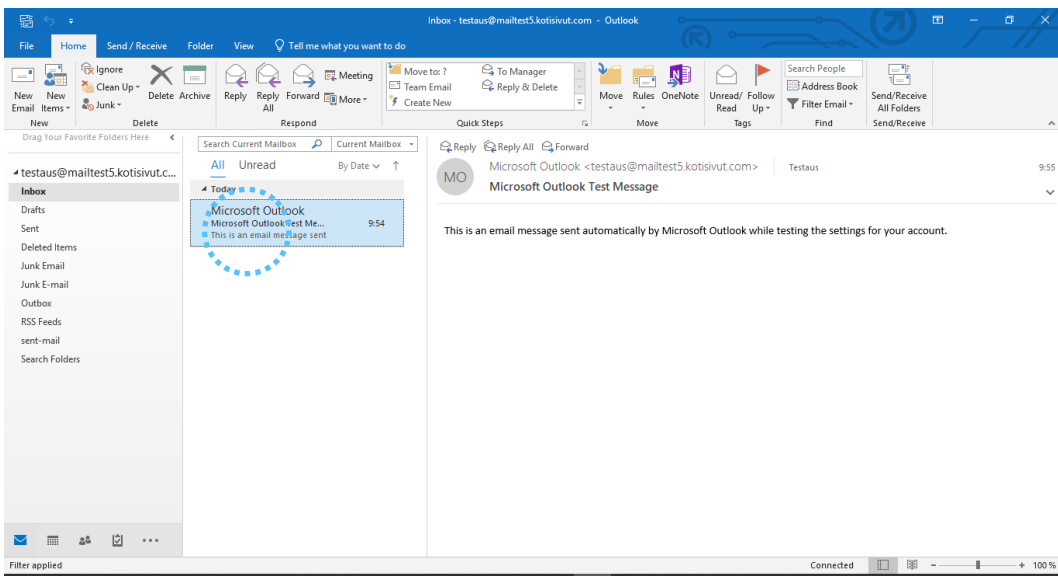 Inbox - testaus@mailtest5.kotisivut.com - Outlook
File Home Send / Receive Folder View Tell me what you want to do
New Email
New Items
Ignore
Clean Up
Junk
Delete
Archive
Reply
Reply All
Forward
Meeting
More
Move to: ?
Team Email
Create New
To Manager
Reply & Delete
Move
Rules
OneNote
Unread/ Read
Follow Up
Search People
Address Book
Filter Email
Send/Receive All Folders
New Delete Respond Quick Steps Move Tags Find Send/Receive
Drag Your Favorite Folders Here
testaus@mailtest5.kotisivut.c...
Inbox
Drafts
Sent
Deleted Items
Junk Email
Junk E-mail
Outbox
RSS Feeds
sent-mail
Search Folders
Search Current Mailbox Current Mailbox
All Unread By Date
Today
Microsoft Outlook
Microsoft Outlook Test Me... 9:54
This is an email message sent
Reply Reply All Forward
MO
Microsoft Outlook <testaus@mailtest5.kotisivut.com> Testaus 9:55
Microsoft Outlook Test Message
This is an email message sent automatically by Microsoft Outlook while testing the settings for your account.
Filter applied Connected 100 %